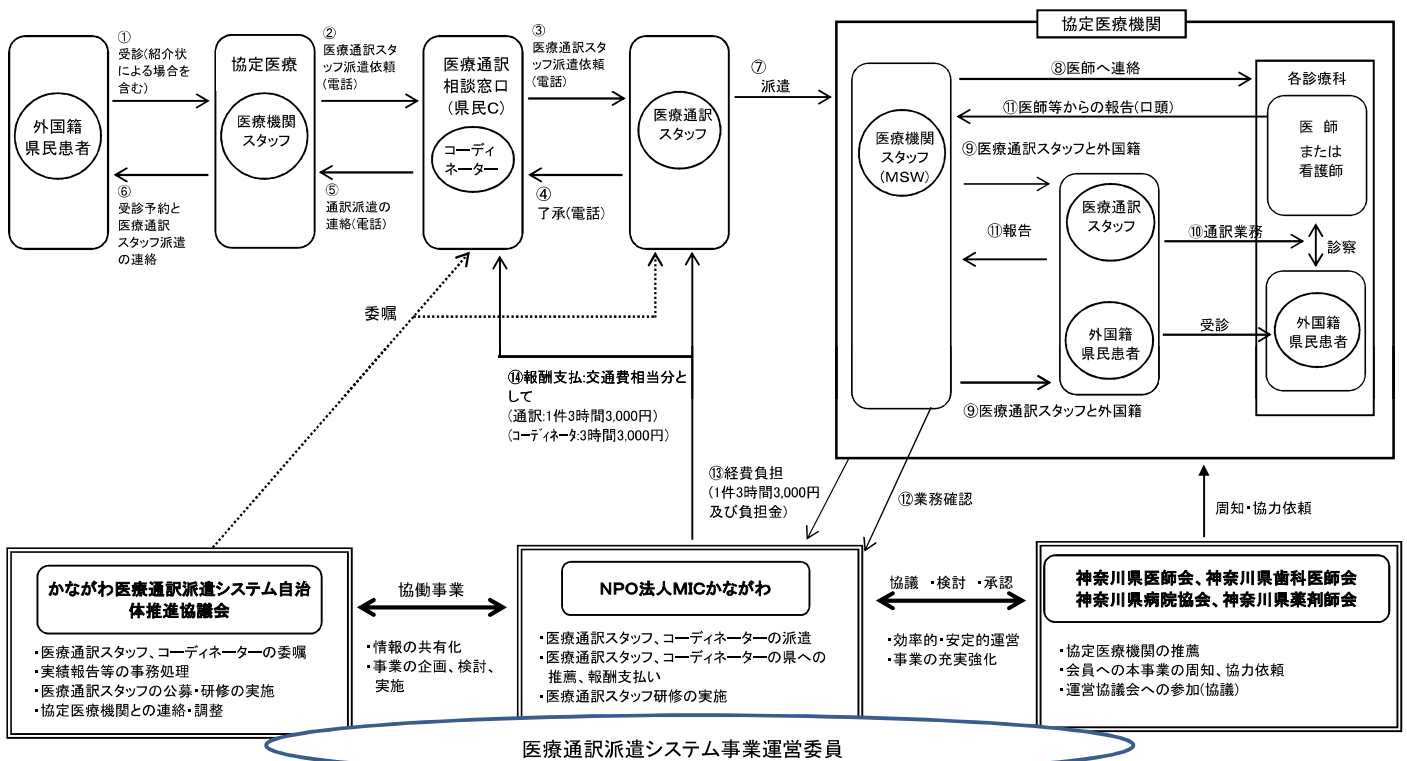 協定医療機関
①
受診(紹介状
による場合を
含む)
②
医療通訳スタ
ッフ派遣依頼
(電話)
③
医療通訳スタ
ッフ派遣依頼
(電話)
⑦
派遣
外国籍
県民患者
協定医療
医療機関
スタッフ
医療通訳
相談窓口
(県民C)
コーディ
ネーター
医療通訳
スタッフ
⑥
受診予約と
医療通訳
スタッフ派遣
の連絡
⑤
通訳派遣の
連絡(電話)
④
了承(電話)
医療機関
スタッフ
(MSW)
⑧医師へ連絡
⑪医師等からの報告(口頭)
⑨医療通訳スタッフと外国籍
⑪報告
医療通訳
スタッフ
外国籍
県民患者
⑩通訳業務
受診
⑨医療通訳スタッフと外国籍
各診療科
医 師
または
看護師
診察
外国籍
県民患者
委嘱
⑭報酬支払:交通費相当分と
して
(通訳:1件3時間3,000円)
(コーディネータ:3時間3,000円)
⑬経費負担
(1件3時間3,000円
及び負担金)
⑫業務確認
周知・協力依頼
かながわ医療通訳派遣システム自治
体推進協議会
・医療通訳スタッフ、コーディネーターの委嘱
・実績報告等の事務処理
・医療通訳スタッフの公募・研修の実施
・協定医療機関との連絡・調整
協働事業
・情報の共有化
・事業の企画、検討、
実施
NPO法人MICかながわ
・医療通訳スタッフ、コーディネーターの派遣
・医療通訳スタッフ、コーディネーターの県への
推薦、報酬支払い
・医療通訳スタッフ研修の実施
協議 ・検討 ・承認
・効率的・安定的運営
・事業の充実強化
神奈川県医師会、神奈川県歯科医師会
神奈川県病院協会、神奈川県薬剤師会
・協定医療機関の推薦
・会員への本事業の周知、協力依頼
・運営協議会への参加(協議)
医療通訳派遣システム事業運営委員